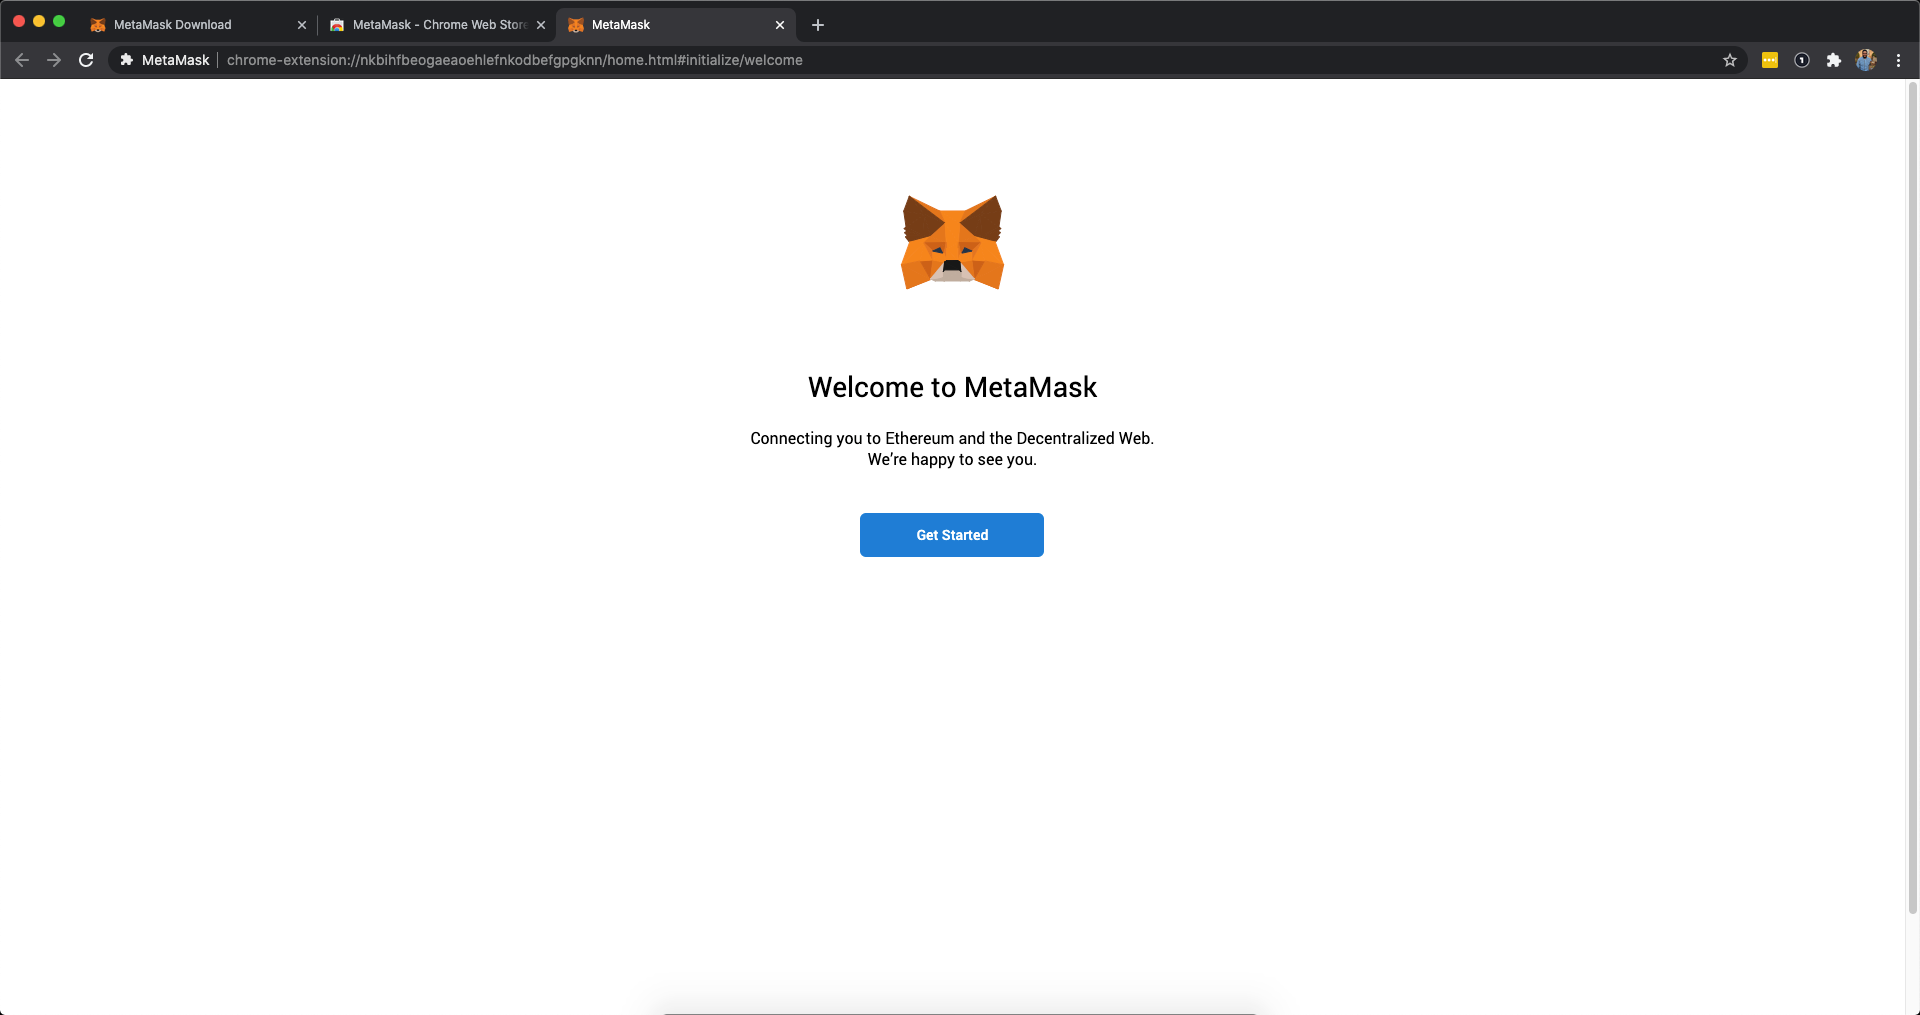 MetaMask Download
MetaMask - Chrome Web Store
MetaMask
MetaMask
chrome-extension://nkbihfbeogaeaoehlefnkodbefgpgknn/home.html#initialize/welcome
1
Welcome to MetaMask
Connecting you to Ethereum and the Decentralized Web.
We’re happy to see you.
Get Started